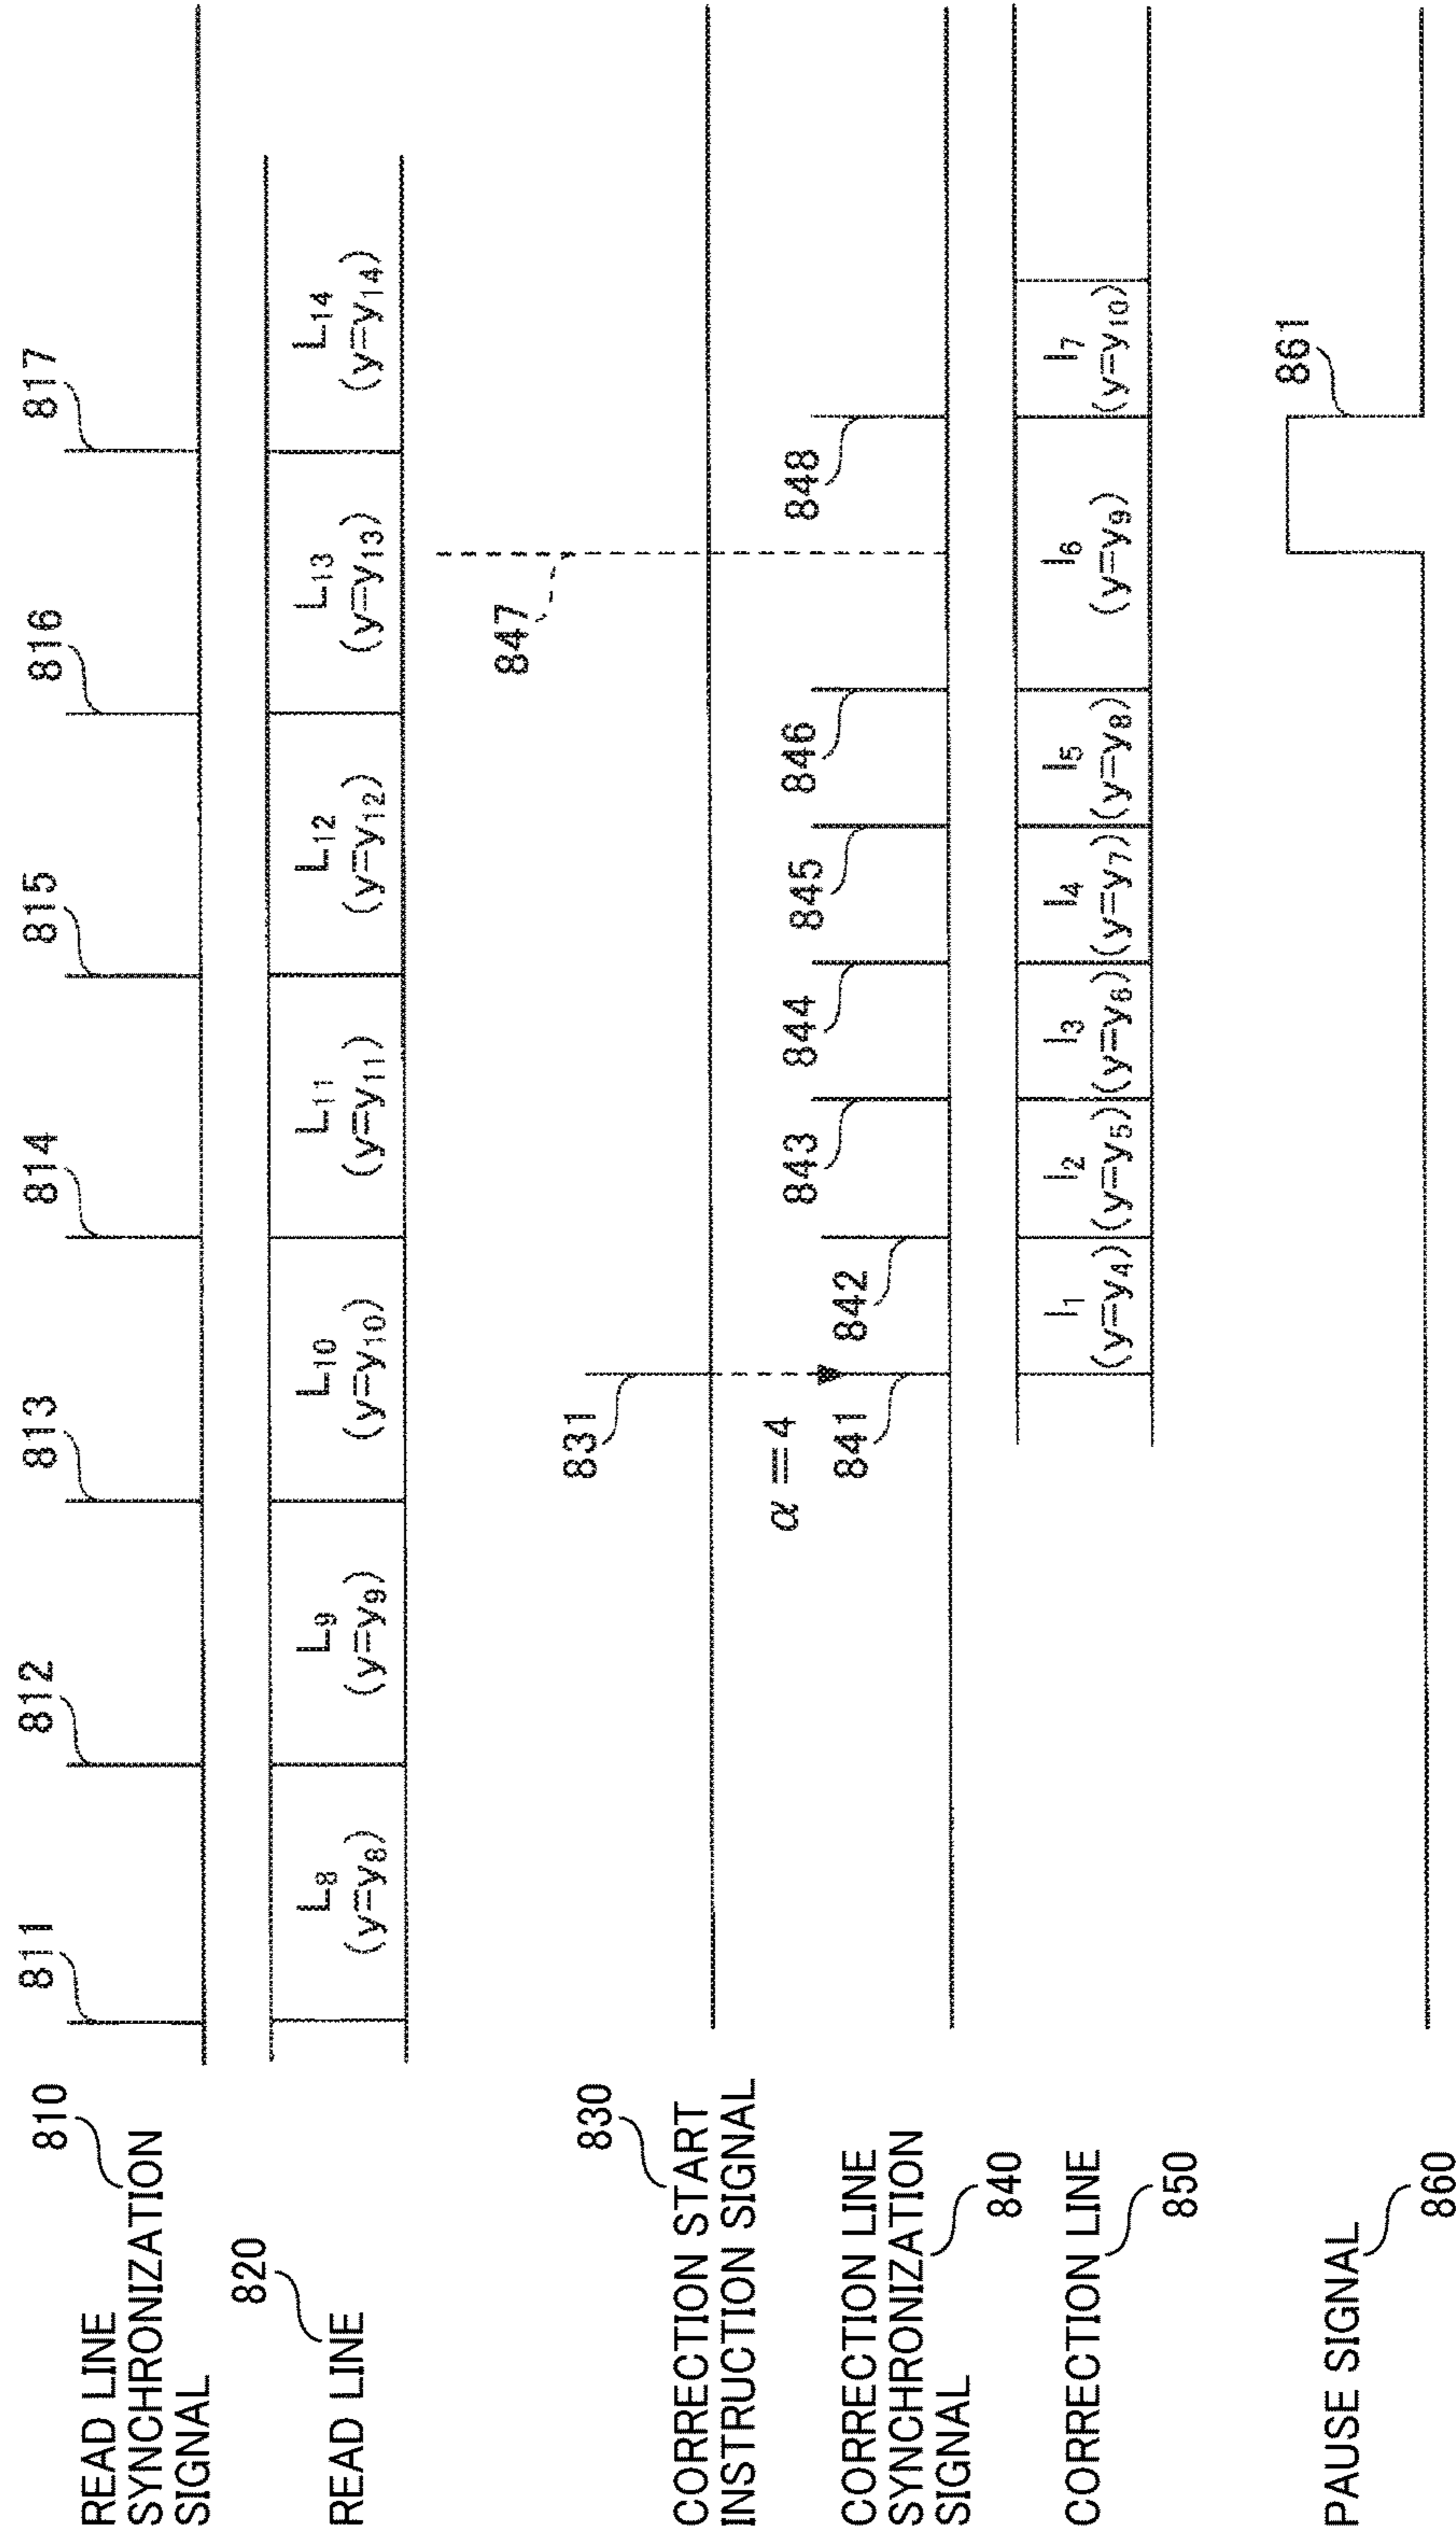 810
READ LINE
SYNCHRONIZATION
SIGNAL
811
812
813
814
815
816
817
820
READ LINE
L8
(y=y8)
L9
(y=y9)
L10
(y=y10)
L11
(y=y11)
L12
(y=y12)
L13
(y=y13)
L14
(y=y14)
830
CORRECTION START
INSTRUCTION SIGNAL
831
847
α=4
CORRECTION LINE
SYNCHRONIZATION
SIGNAL
840
841
842
843
844
845
846
848
CORRECTION LINE
850
l1
(y=y4)
l2
(y=y5)
l3
(y=y6)
l4
(y=y7)
l5
(y=y8)
l6
(y=y9)
l7
(y=y10)
PAUSE SIGNAL
860
861